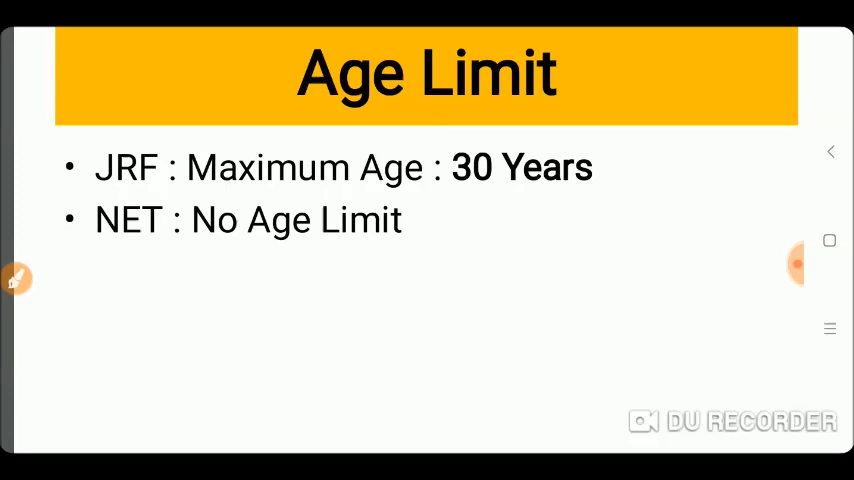 Age Limit
• JRF : Maximum Age : 30 Years
• NET : No Age Limit
DU RECORDER